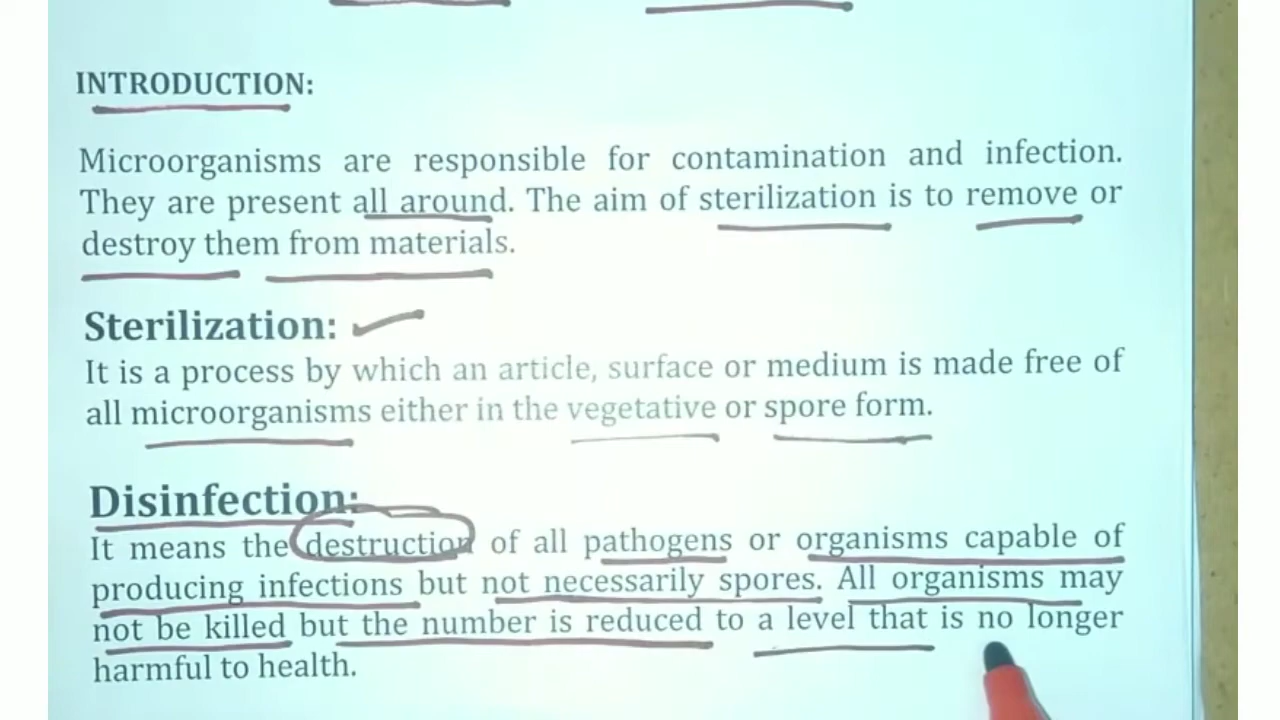 INTRODUCTION:
Microorganisms are responsible for contamination and infection.
They are present all around. The aim of sterilization is to remove or
destroy them from materials.
Sterilization:
It is a process by which an article, surface or medium is made free of
all microorganisms either in the vegetative or spore form.
Disinfection:
It means the destruction of all pathogens or organisms capable of
producing infections but not necessarily spores. All organisms may
not be killed but the number is reduced to a level that is no longer
harmful to health.